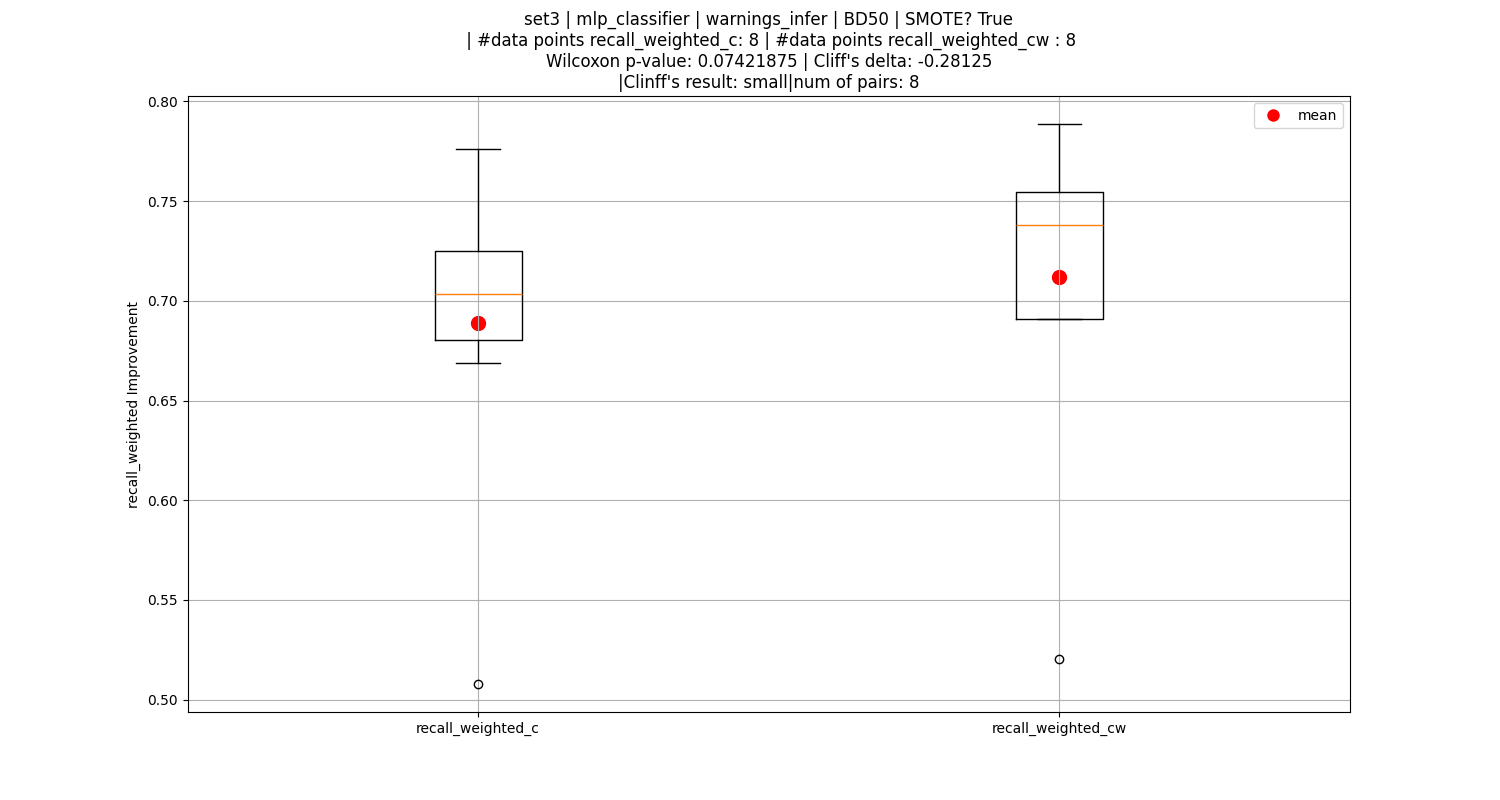 set3 | mlp_classifier | warnings_infer | BD50 | SMOTE? True
| #data points recall_weighted_c: 8 | #data points recall_weighted_cw : 8
Wilcoxon p-value: 0.07421875 | Cliff's delta: -0.28125
|Clinff's result: small|num of pairs: 8
mean
recall_weighted Improvement
0.80
0.75
0.70
0.65
0.60
0.55
0.50
recall_weighted_c
recall_weighted_cw